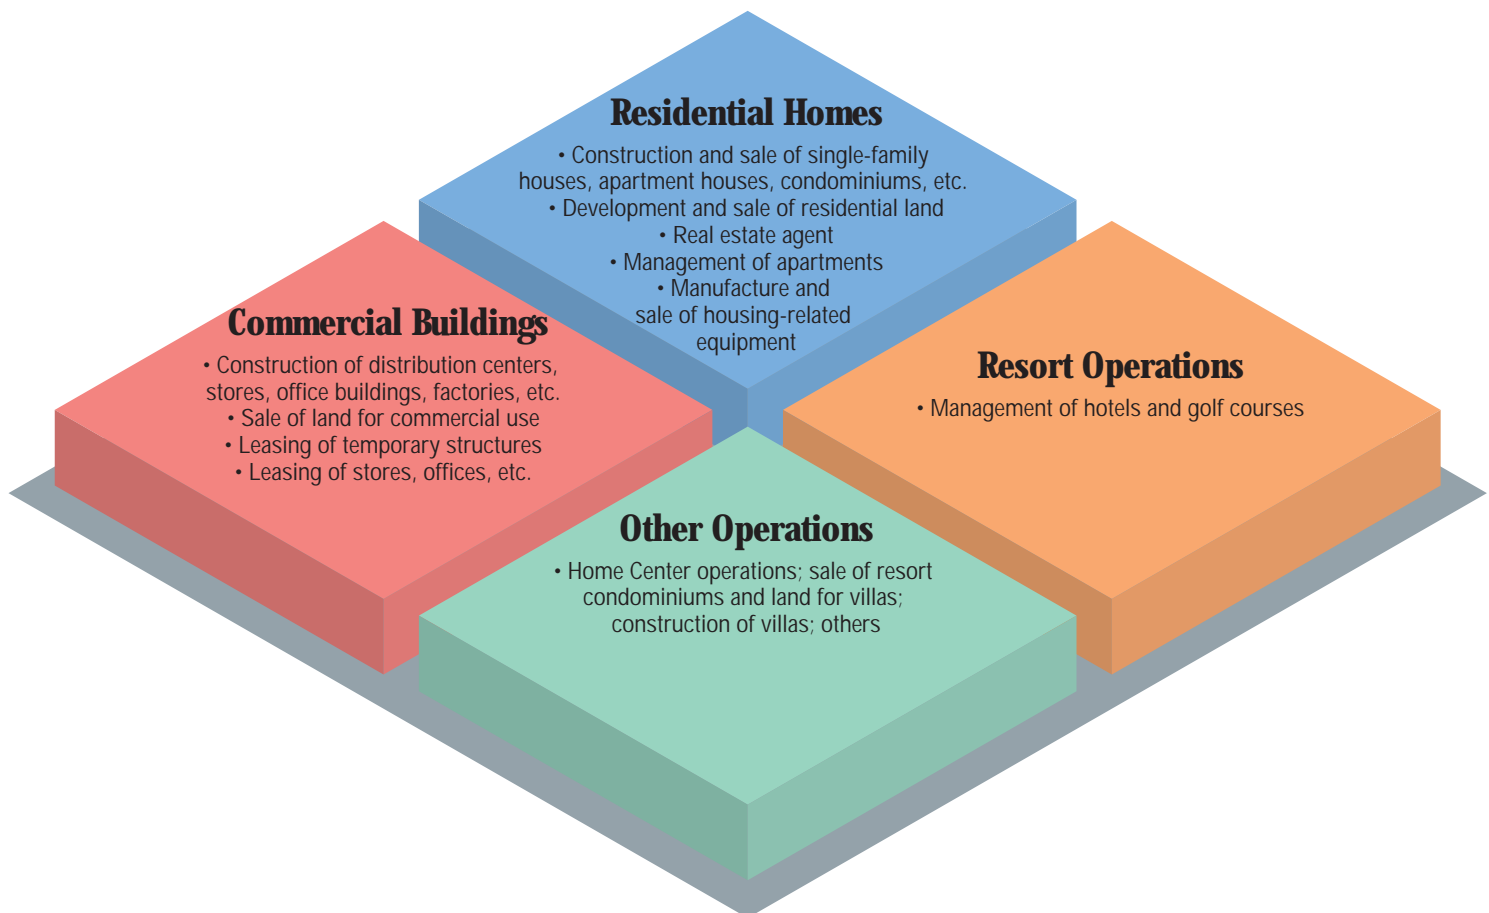 Residential Homes
• Construction and sale of single-family
houses, apartment houses, condominiums, etc.
• Development and sale of residential land
• Real estate agent
• Management of apartments
• Manufacture and
sale of housing-related
equipment
Commercial Buildings
• Construction of distribution centers,
stores, office buildings, factories, etc.
• Sale of land for commercial use
• Leasing of temporary structures
• Leasing of stores, offices, etc.
Resort Operations
• Management of hotels and golf courses
Other Operations
• Home Center operations; sale of resort
condominiums and land for villas;
construction of villas; others